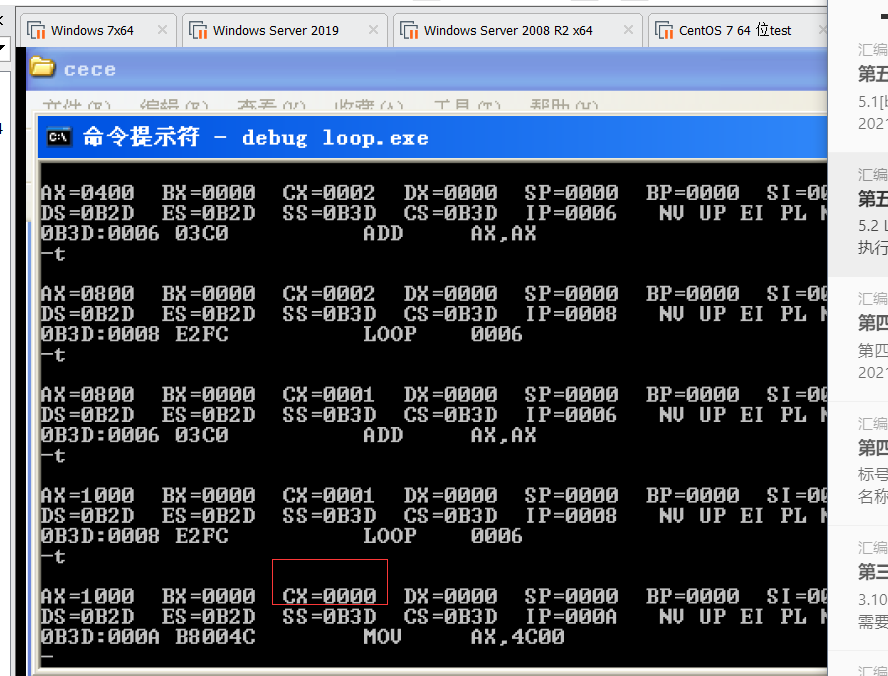 Windows 7x64
Windows Server 2019
Windows Server 2008 R2 x64
CentOS 7 64 位test
cece
文件(F) 编辑(E) 查看(V) 收藏(A) 工具(T) 帮助(H)
命令提示符 - debug loop.exe
AX=0400 BX=0000 CX=0002 DX=0000 SP=0000 BP=0000 SI=00
DS=0B2D ES=0B2D SS=0B3D CS=0B3D IP=0006 NV UP EI PL N
0B3D:0006 03C0 ADD AX,AX
-t
AX=0800 BX=0000 CX=0002 DX=0000 SP=0000 BP=0000 SI=00
DS=0B2D ES=0B2D SS=0B3D CS=0B3D IP=0008 NV UP EI PL N
0B3D:0008 E2FC LOOP 0006
-t
AX=0800 BX=0000 CX=0001 DX=0000 SP=0000 BP=0000 SI=00
DS=0B2D ES=0B2D SS=0B3D CS=0B3D IP=0006 NV UP EI PL N
0B3D:0006 03C0 ADD AX,AX
-t
AX=1000 BX=0000 CX=0001 DX=0000 SP=0000 BP=0000 SI=00
DS=0B2D ES=0B2D SS=0B3D CS=0B3D IP=0008 NV UP EI PL N
0B3D:0008 E2FC LOOP 0006
-t
AX=1000 BX=0000 CX=0000 DX=0000 SP=0000 BP=0000 SI=00
DS=0B2D ES=0B2D SS=0B3D CS=0B3D IP=000A NV UP EI PL N
0B3D:000A B8004C MOV AX,4C00
-
汇编
第五
5.1[b
2021
汇编
第五
5.2 L
执行
汇编
第四
第四
2021
汇编
第四
标号
名称
汇编
第三
3.10
需要
汇编